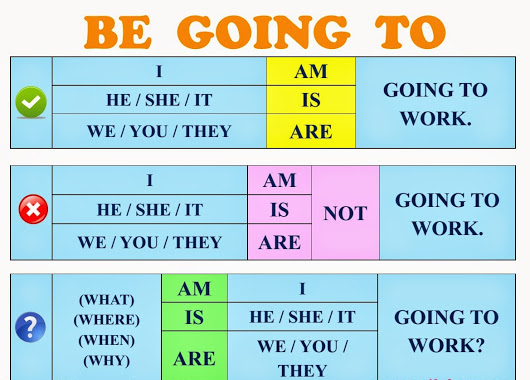 BE GOING TO
I AM
HE / SHE / IT IS
WE / YOU / THEY ARE
GOING TO
WORK.
I AM
HE / SHE / IT IS
WE / YOU / THEY ARE
NOT
GOING TO
WORK.
(WHAT)
(WHERE)
(WHEN)
(WHY)
AM I
IS HE / SHE / IT
ARE WE / YOU /
THEY
GOING TO
WORK?